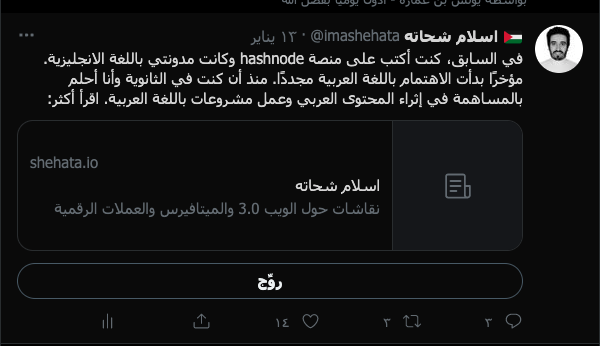 بواسطة يونس بن عمارة - أدوّن يوميا بفضل الله
اسلام شحاته @imashehata · ١٣ يناير
في السابق، كنت أكتب على منصة hashnode وكانت مدونتي باللغة الانجليزية.
مؤخرًا بدأت الاهتمام باللغة العربية مجددًا. منذ أن كنت في الثانوية وأنا أحلم
بالمساهمة في إثراء المحتوى العربي وعمل مشروعات باللغة العربية. اقرأ أكثر:
shehata.io
اسلام شحاته
نقاشات حول الويب 3.0 والميتافيرس والعملات الرقمية
روّج
٣ ٣ ١٤